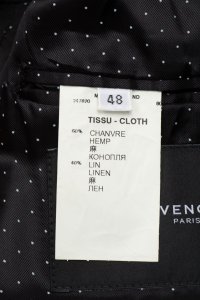 48
TISSU - CLOTH
60% CHANVRE
HEMP
麻
КОНОПЛЯ
40% LIN
LINEN
麻
ЛЕН
VENC
PARIS